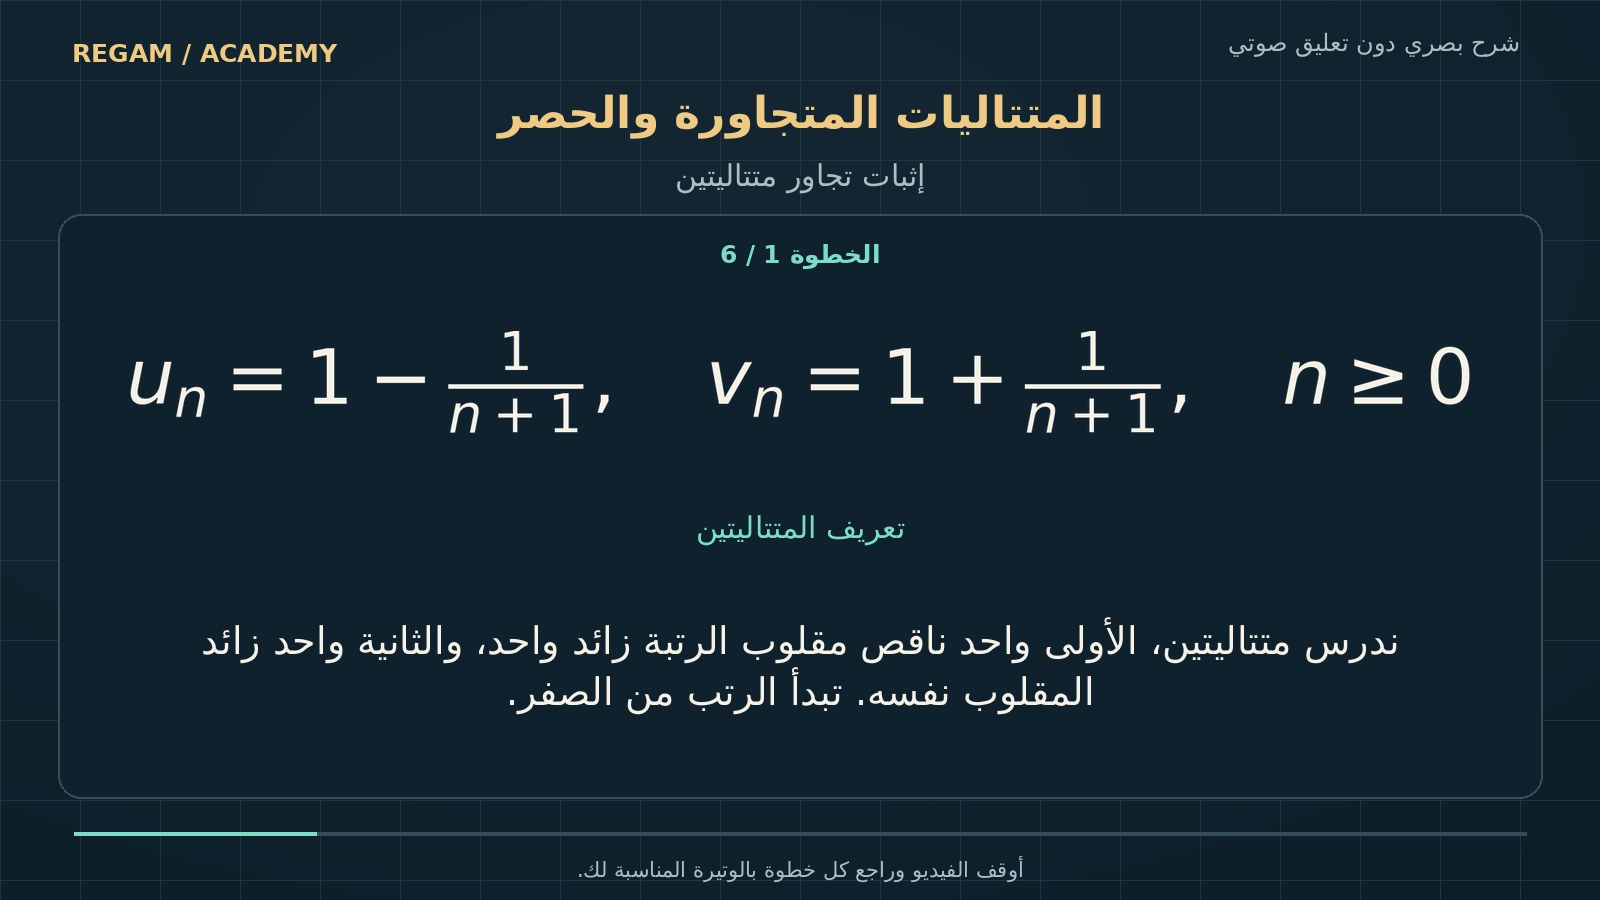 REGAM / ACADEMY
شرح بصري دون تعليق صوتي
المتتاليات المتجاورة والحصر
إثبات تجاور متتاليتين
الخطوة 1 / 6
u_n = 1 − \frac{1}{n + 1},   v_n = 1 + \frac{1}{n + 1},   n ≥ 0
تعريف المتتاليتين
ندرس متتاليتين، الأولى واحد ناقص مقلوب الرتبة زائد واحد، والثانية واحد زائد
المقلوب نفسه. تبدأ الرتب من الصفر.
أوقف الفيديو وراجع كل خطوة بالوتيرة المناسبة لك.